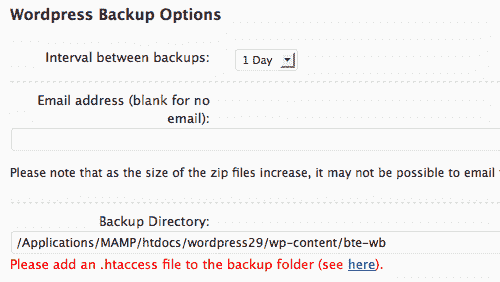 Wordpress Backup Options
Interval between backups:
1 Day
Email address (blank for no
email):
Please note that as the size of the zip files increase, it may not be possible to email
Backup Directory:
/Applications/MAMP/htdocs/wordpress29/wp-content/bte-wb
Please add an .htaccess file to the backup folder (see here).